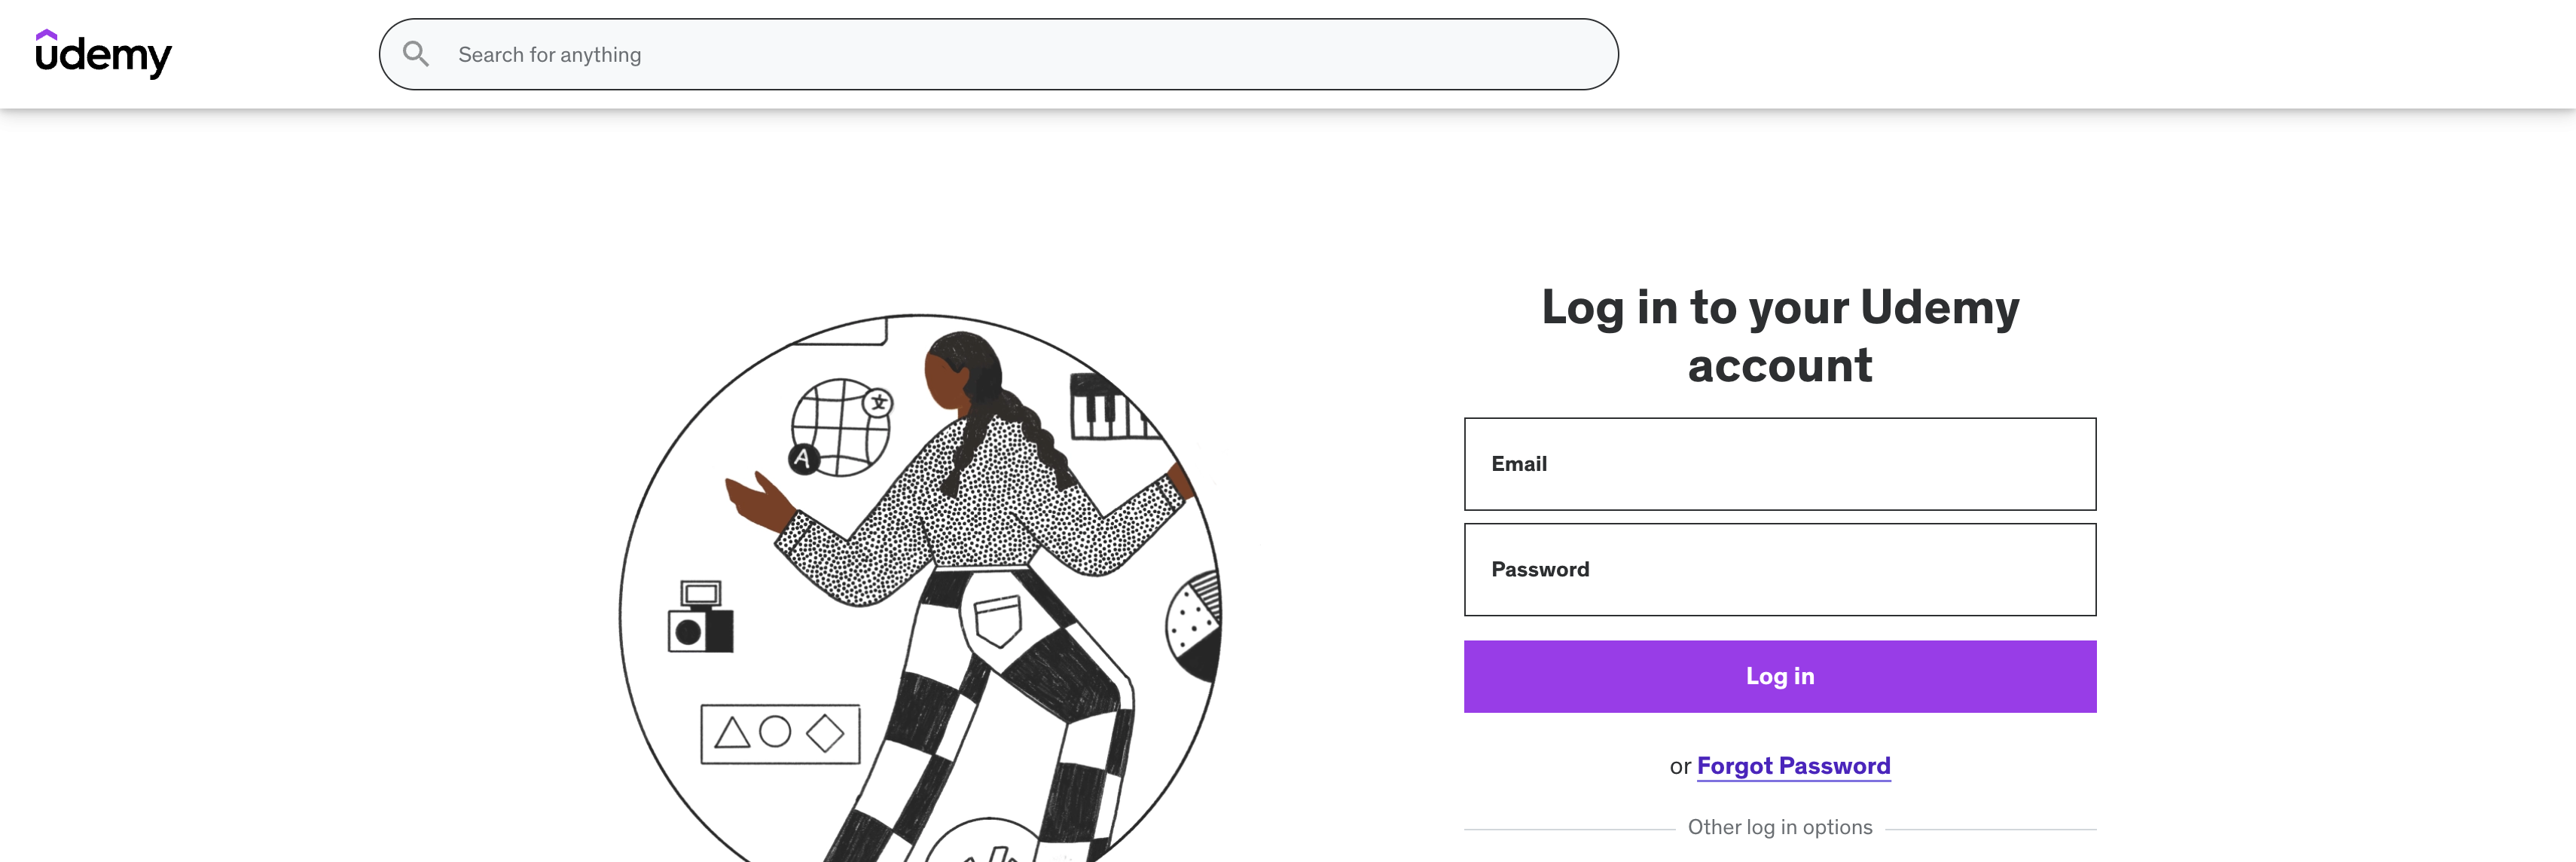 udemy
Search for anything
Log in to your Udemy
account
文
A
Email
Password
Log in
or Forgot Password
Other log in options